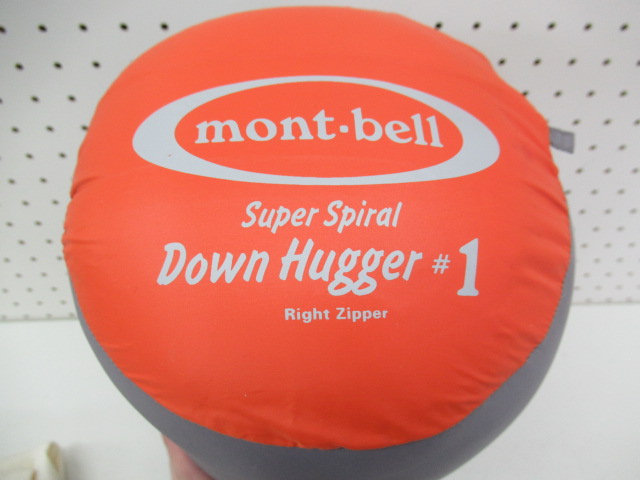 mont·bell
Super Spiral
Down Hugger #1
Right Zipper